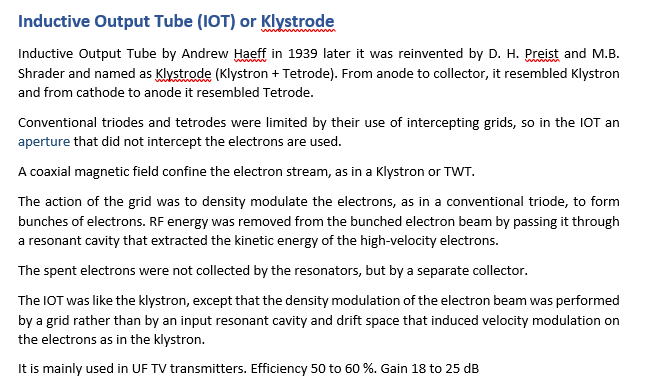 Inductive Output Tube (IOT) or Klystrode
Inductive Output Tube by Andrew Haeff in 1939 later it was reinvented by D. H. Preist and M.B.
Shrader and named as Klystrode (Klystron + Tetrode). From anode to collector, it resembled Klystron
and from cathode to anode it resembled Tetrode.
Conventional triodes and tetrodes were limited by their use of intercepting grids, so in the IOT an
aperture that did not intercept the electrons are used.
A coaxial magnetic field confine the electron stream, as in a Klystron or TWT.
The action of the grid was to density modulate the electrons, as in a conventional triode, to form
bunches of electrons. RF energy was removed from the bunched electron beam by passing it through
a resonant cavity that extracted the kinetic energy of the high-velocity electrons.
The spent electrons were not collected by the resonators, but by a separate collector.
The IOT was like the klystron, except that the density modulation of the electron beam was performed
by a grid rather than by an input resonant cavity and drift space that induced velocity modulation on
the electrons as in the klystron.
It is mainly used in UF TV transmitters. Efficiency 50 to 60 %. Gain 18 to 25 dB